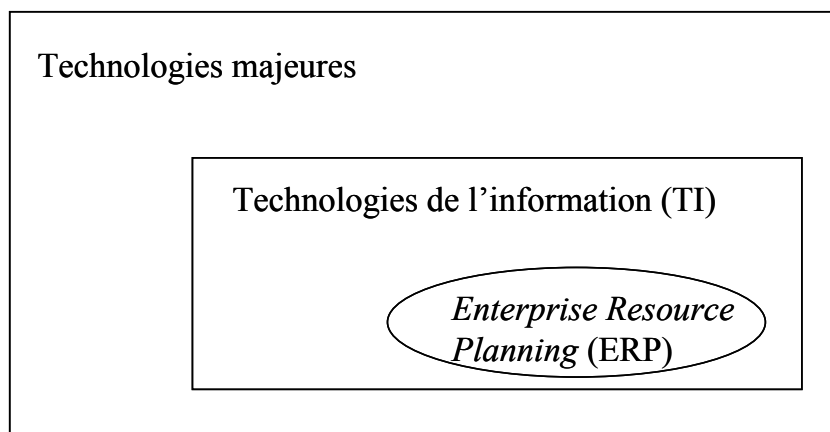 Technologies majeures
Technologies de l’information (TI)
Enterprise Resource
Planning (ERP)